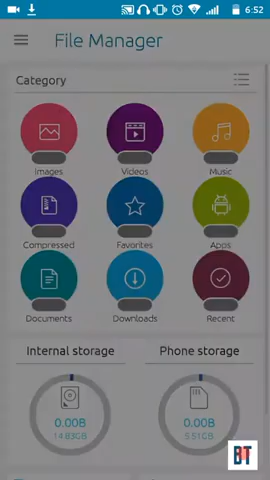 6:52
File Manager
Category
Images
Videos
Music
Compressed
Favorites
Apps
Documents
Downloads
Recent
Internal storage
Phone storage
0.00B
0.00B
14.83GB
5.51GB
BT